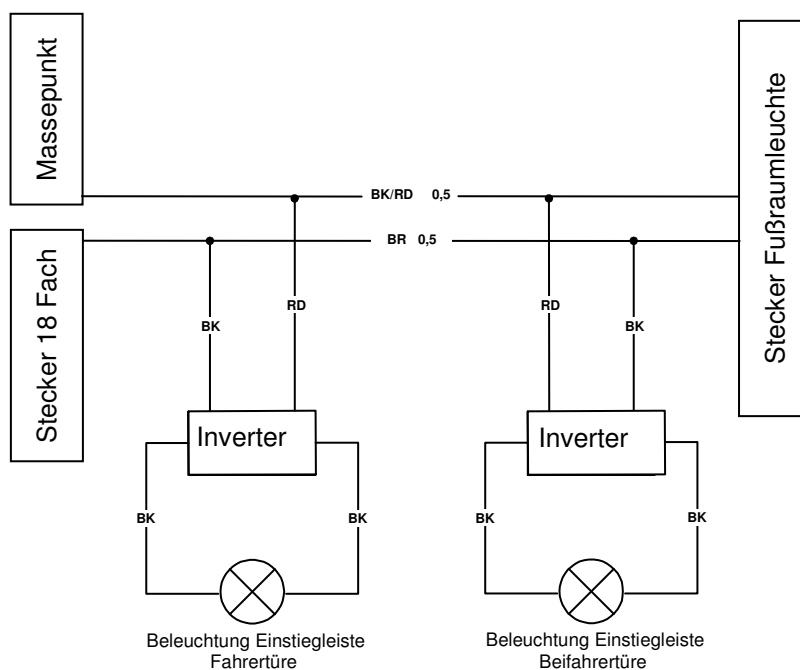 Massepunkt
Stecker 18 Fach
Stecker Fußraumleuchte
BK/RD 0,5
BR 0,5
BK
RD
RD
BK
Inverter
Inverter
BK
BK
BK
BK
Beleuchtung Einstiegleiste
Fahrertüre
Beleuchtung Einstiegleiste
Beifahrertüre